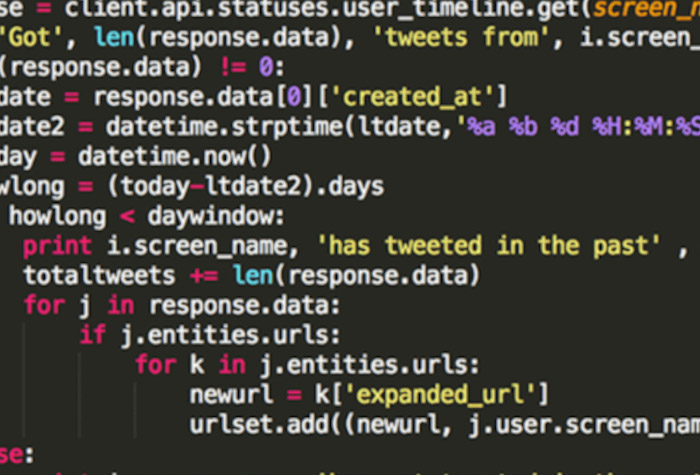 se = client.api.statuses.user_timeline.get(screen_n
'Got', len(response.data), 'tweets from', i.screen_
(response.data) != 0:
date = response.data[0]['created_at']
date2 = datetime.strptime(ltdate,'%a %b %d %H:%M:%S
day = datetime.now()
wlong = (today-ltdate2).days
howlong < daywindow:
print i.screen_name, 'has tweeted in the past' ,
totaltweets += len(response.data)
for j in response.data:
if j.entities.urls:
for k in j.entities.urls:
newurl = k['expanded_url']
urlset.add((newurl, j.user.screen_nam
se: